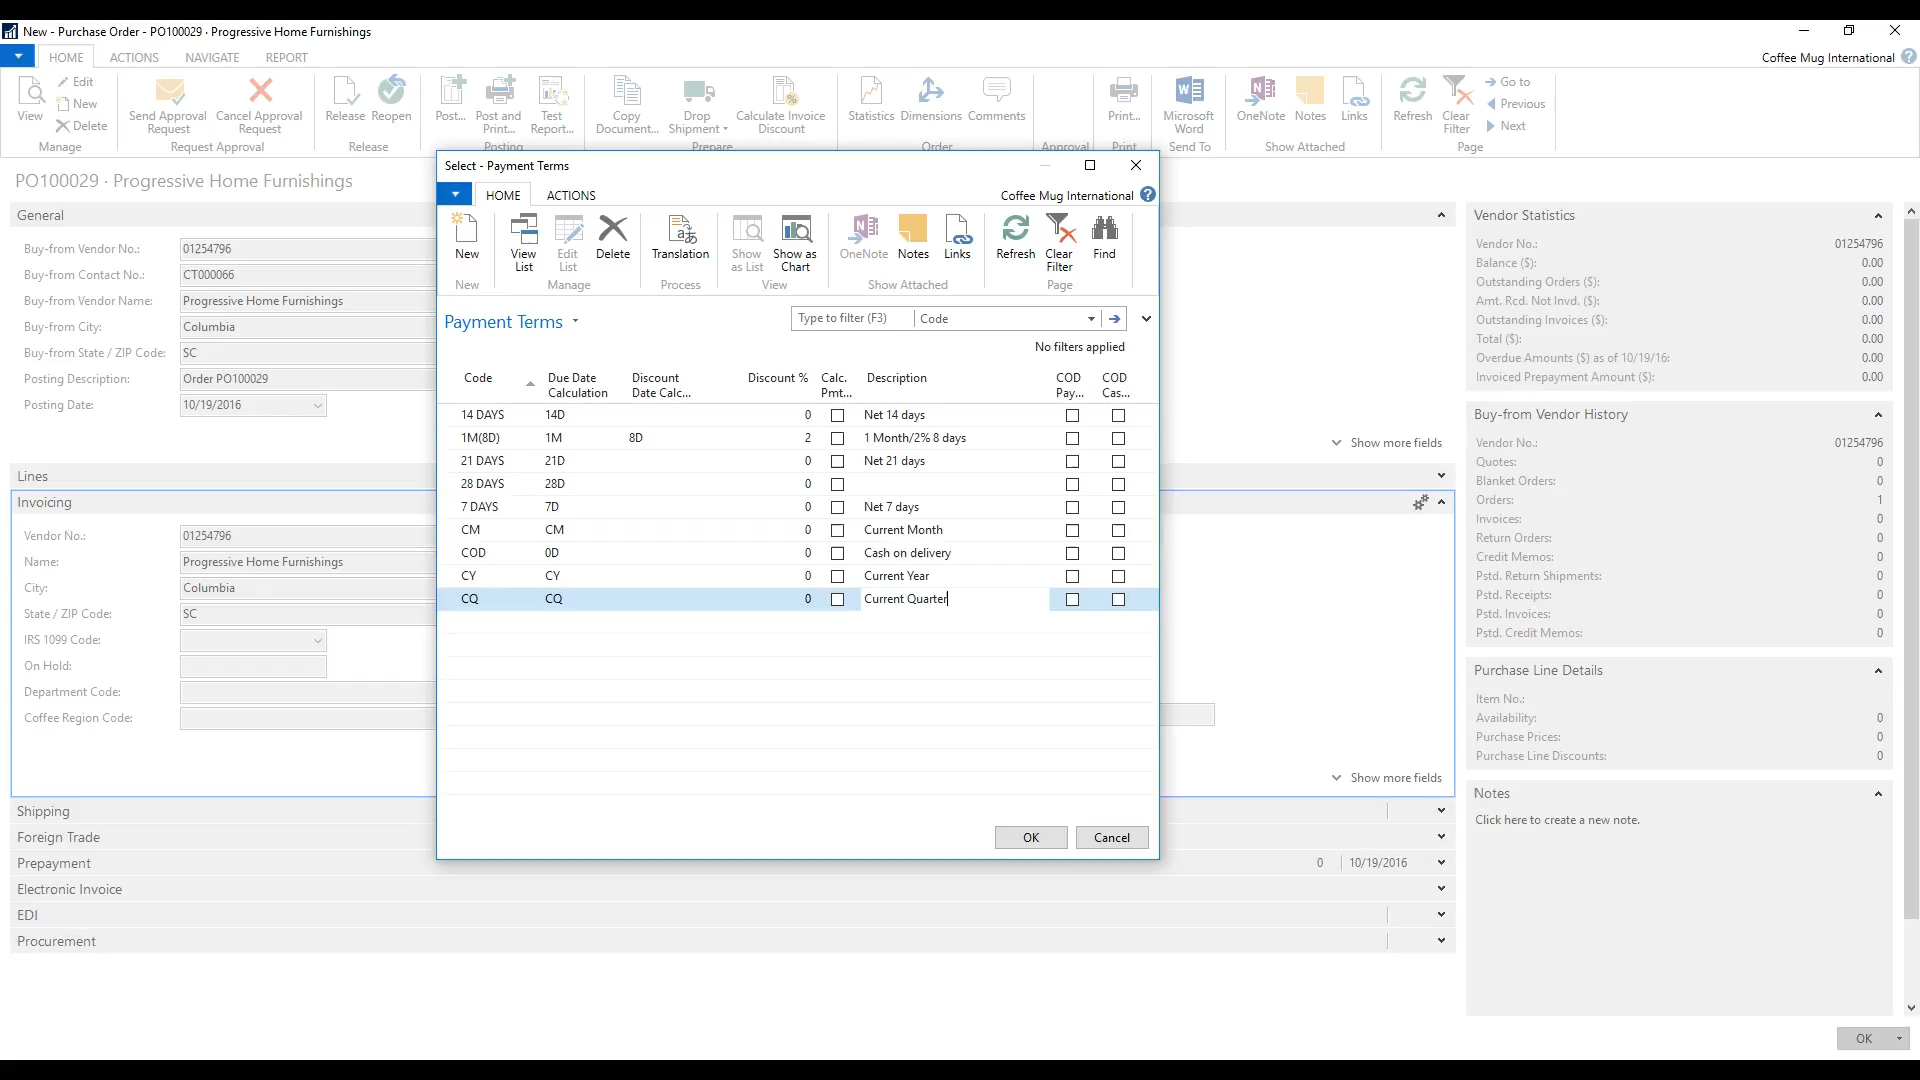 New - Purchase Order - PO100029 · Progressive Home Furnishings
HOME ACTIONS NAVIGATE REPORT
Coffee Mug International
View
Edit
New
Delete
Manage
Send Approval Request
Cancel Approval Request
Request Approval
Release
Reopen
Release
Post...
Post and Print...
Test Report...
Posting
Copy Document...
Drop Shipment
Calculate Invoice Discount
Prepare
Statistics
Dimensions
Comments
Order
Approval
Print...
Print
Microsoft Word
Send To
OneNote
Notes
Links
Show Attached
Refresh
Clear Filter
Go to
Previous
Next
Page
PO100029 · Progressive Home Furnishings
General
Buy-from Vendor No.: 01254796
Buy-from Contact No.: CT000066
Buy-from Vendor Name: Progressive Home Furnishings
Buy-from City: Columbia
Buy-from State / ZIP Code: SC
Posting Description: Order PO100029
Posting Date: 10/19/2016
Show more fields
Lines
Invoicing
Vendor No.: 01254796
Name: Progressive Home Furnishings
City: Columbia
State / ZIP Code: SC
IRS 1099 Code:
On Hold:
Department Code:
Coffee Region Code:
Show more fields
Shipping
Foreign Trade
Prepayment 0 10/19/2016
Electronic Invoice
EDI
Procurement
Select - Payment Terms
HOME ACTIONS
Coffee Mug International
New
New
View List
Edit List
Delete
Manage
Translation
Process
Show as List
Show as Chart
View
OneNote
Notes
Links
Show Attached
Refresh
Clear Filter
Find
Page
Payment Terms
Type to filter (F3) Code
No filters applied
Code Due Date Calculation Discount Date Calc... Discount % Calc. Pmt... Description COD Pay... COD Cas...
14 DAYS 14D 0 Net 14 days
1M(8D) 1M 8D 2 1 Month/2% 8 days
21 DAYS 21D 0 Net 21 days
28 DAYS 28D 0
7 DAYS 7D 0 Net 7 days
CM CM 0 Current Month
COD 0D 0 Cash on delivery
CY CY 0 Current Year
CQ CQ 0 Current Quarter
OK Cancel
Vendor Statistics
Vendor No.: 01254796
Balance ($): 0.00
Outstanding Orders ($): 0.00
Amt. Rcd. Not Invd. ($): 0.00
Outstanding Invoices ($): 0.00
Total ($): 0.00
Overdue Amounts ($) as of 10/19/16: 0.00
Invoiced Prepayment Amount ($): 0.00
Buy-from Vendor History
Vendor No.: 01254796
Quotes: 0
Blanket Orders: 0
Orders: 1
Invoices: 0
Return Orders: 0
Credit Memos: 0
Pstd. Return Shipments: 0
Pstd. Receipts: 0
Pstd. Invoices: 0
Pstd. Credit Memos: 0
Purchase Line Details
Item No.:
Availability: 0
Purchase Prices: 0
Purchase Line Discounts: 0
Notes
Click here to create a new note.
OK